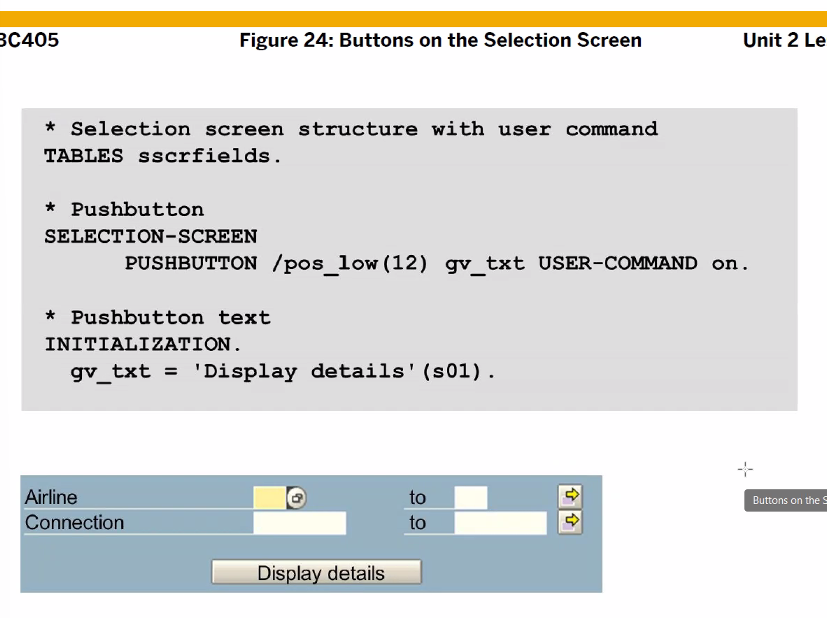 BC405 Figure 24: Buttons on the Selection Screen Unit 2 Le
* Selection screen structure with user command
TABLES sscrfields.
* Pushbutton
SELECTION-SCREEN
PUSHBUTTON /pos_low(12) gv_txt USER-COMMAND on.
* Pushbutton text
INITIALIZATION.
gv_txt = 'Display details'(s01).
Airline to
Connection to
Display details
Buttons on the S